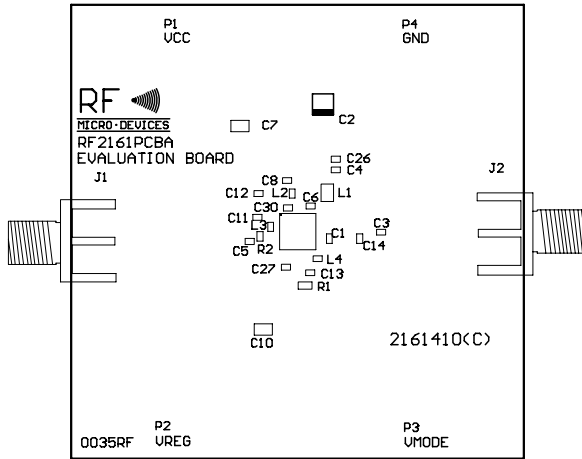 P1
VCC
P4
GND
RF
MICRO·DEVICES
RF2161PCBA
EVALUATION BOARD
C7
C2
J1
J2
C26
C4
C8
C12
L2
L1
C30
C6
C11
L3
C5
R2
C1
C14
C3
C27
L4
C13
R1
C10
2161410(C)
P2
VREG
P3
VMODE
0035RF